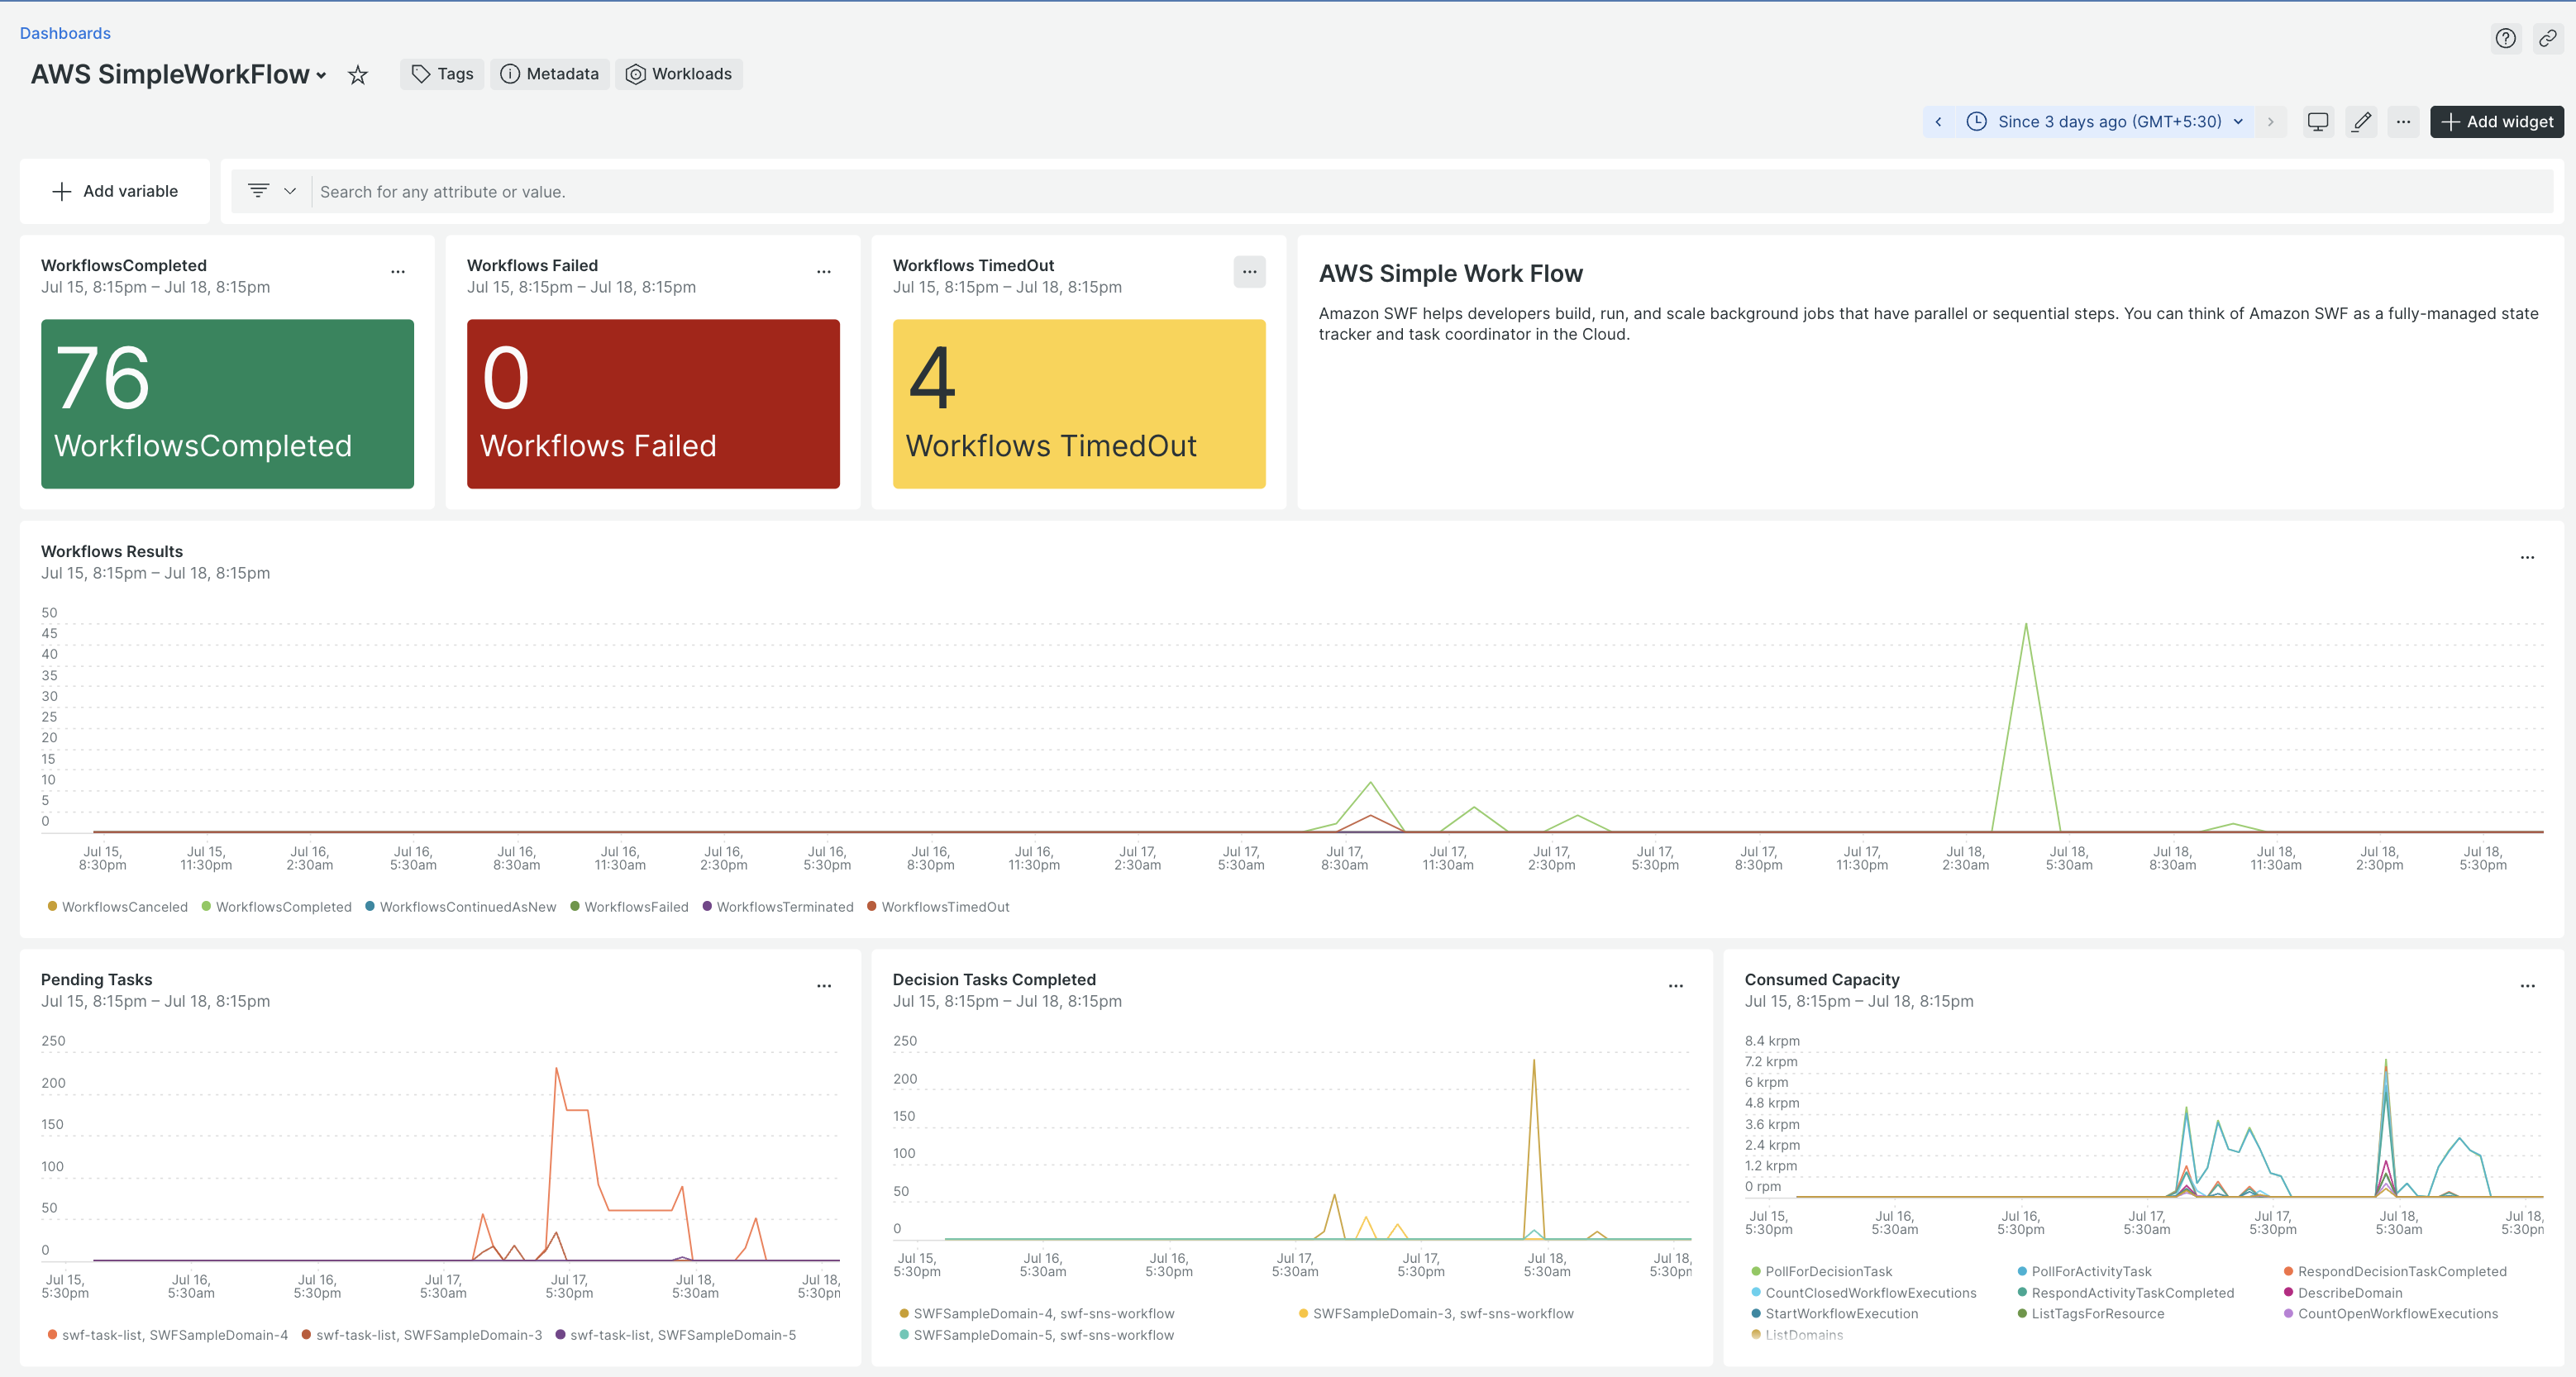 Dashboards
AWS SimpleWorkFlow
Tags
Metadata
Workloads
Since 3 days ago (GMT+5:30)
Add widget
Add variable
Search for any attribute or value.
WorkflowsCompleted
Jul 15, 8:15pm – Jul 18, 8:15pm
76
WorkflowsCompleted
Workflows Failed
Jul 15, 8:15pm – Jul 18, 8:15pm
0
Workflows Failed
Workflows TimedOut
Jul 15, 8:15pm – Jul 18, 8:15pm
4
Workflows TimedOut
AWS Simple Work Flow
Amazon SWF helps developers build, run, and scale background jobs that have parallel or sequential steps. You can think of Amazon SWF as a fully-managed state
tracker and task coordinator in the Cloud.
Workflows Results
Jul 15, 8:15pm – Jul 18, 8:15pm
50
45
40
35
30
25
20
15
10
5
0
Jul 15, Jul 15, Jul 16, Jul 16, Jul 16, Jul 16, Jul 16, Jul 16, Jul 16, Jul 16, Jul 17, Jul 17, Jul 17, Jul 17, Jul 17, Jul 17, Jul 17, Jul 17, Jul 18, Jul 18, Jul 18, Jul 18, Jul 18, Jul 18,
8:30pm 11:30pm 2:30am 5:30am 8:30am 11:30am 2:30pm 5:30pm 8:30pm 11:30pm 2:30am 5:30am 8:30am 11:30am 2:30pm 5:30pm 8:30pm 11:30pm 2:30am 5:30am 8:30am 11:30am 2:30pm 5:30pm
WorkflowsCanceled WorkflowsCompleted WorkflowsContinuedAsNew WorkflowsFailed WorkflowsTerminated WorkflowsTimedOut
Pending Tasks
Jul 15, 8:15pm – Jul 18, 8:15pm
250
200
150
100
50
0
Jul 15, Jul 16, Jul 16, Jul 17, Jul 17, Jul 18, Jul 18,
5:30pm 5:30am 5:30pm 5:30am 5:30pm 5:30am 5:30pm
swf-task-list, SWFSampleDomain-4 swf-task-list, SWFSampleDomain-3 swf-task-list, SWFSampleDomain-5
Decision Tasks Completed
Jul 15, 8:15pm – Jul 18, 8:15pm
250
200
150
100
50
0
Jul 15, Jul 16, Jul 16, Jul 17, Jul 17, Jul 18, Jul 18,
5:30pm 5:30am 5:30pm 5:30am 5:30pm 5:30am 5:30pm
SWFSampleDomain-4, swf-sns-workflow SWFSampleDomain-3, swf-sns-workflow
SWFSampleDomain-5, swf-sns-workflow
Consumed Capacity
Jul 15, 8:15pm – Jul 18, 8:15pm
8.4 krpm
7.2 krpm
6 krpm
4.8 krpm
3.6 krpm
2.4 krpm
1.2 krpm
0 rpm
Jul 15, Jul 16, Jul 16, Jul 17, Jul 17, Jul 18, Jul 18,
5:30pm 5:30am 5:30pm 5:30am 5:30pm 5:30am 5:30pm
PollForDecisionTask PollForActivityTask RespondDecisionTaskCompleted
CountClosedWorkflowExecutions RespondActivityTaskCompleted DescribeDomain
StartWorkflowExecution ListTagsForResource CountOpenWorkflowExecutions
ListDomains